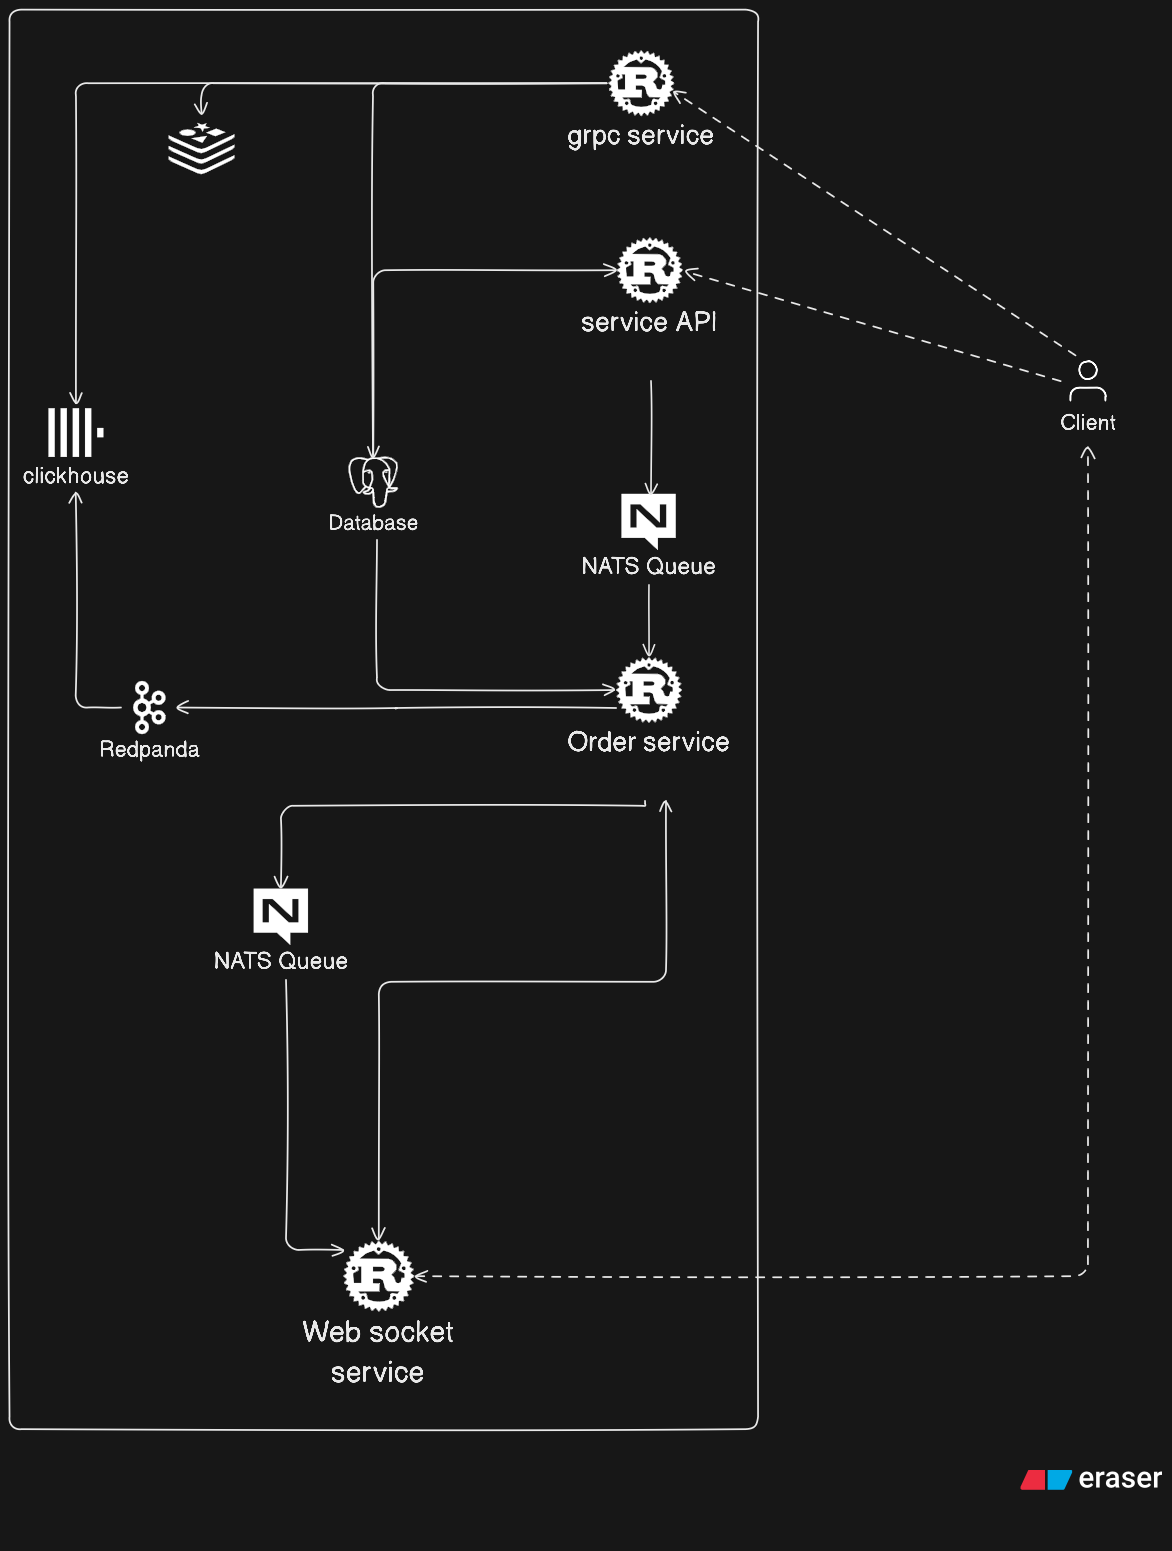 grpc service
service API
Client
clickhouse
Database
NATS Queue
Order service
Redpanda
NATS Queue
Web socket
service
eraser